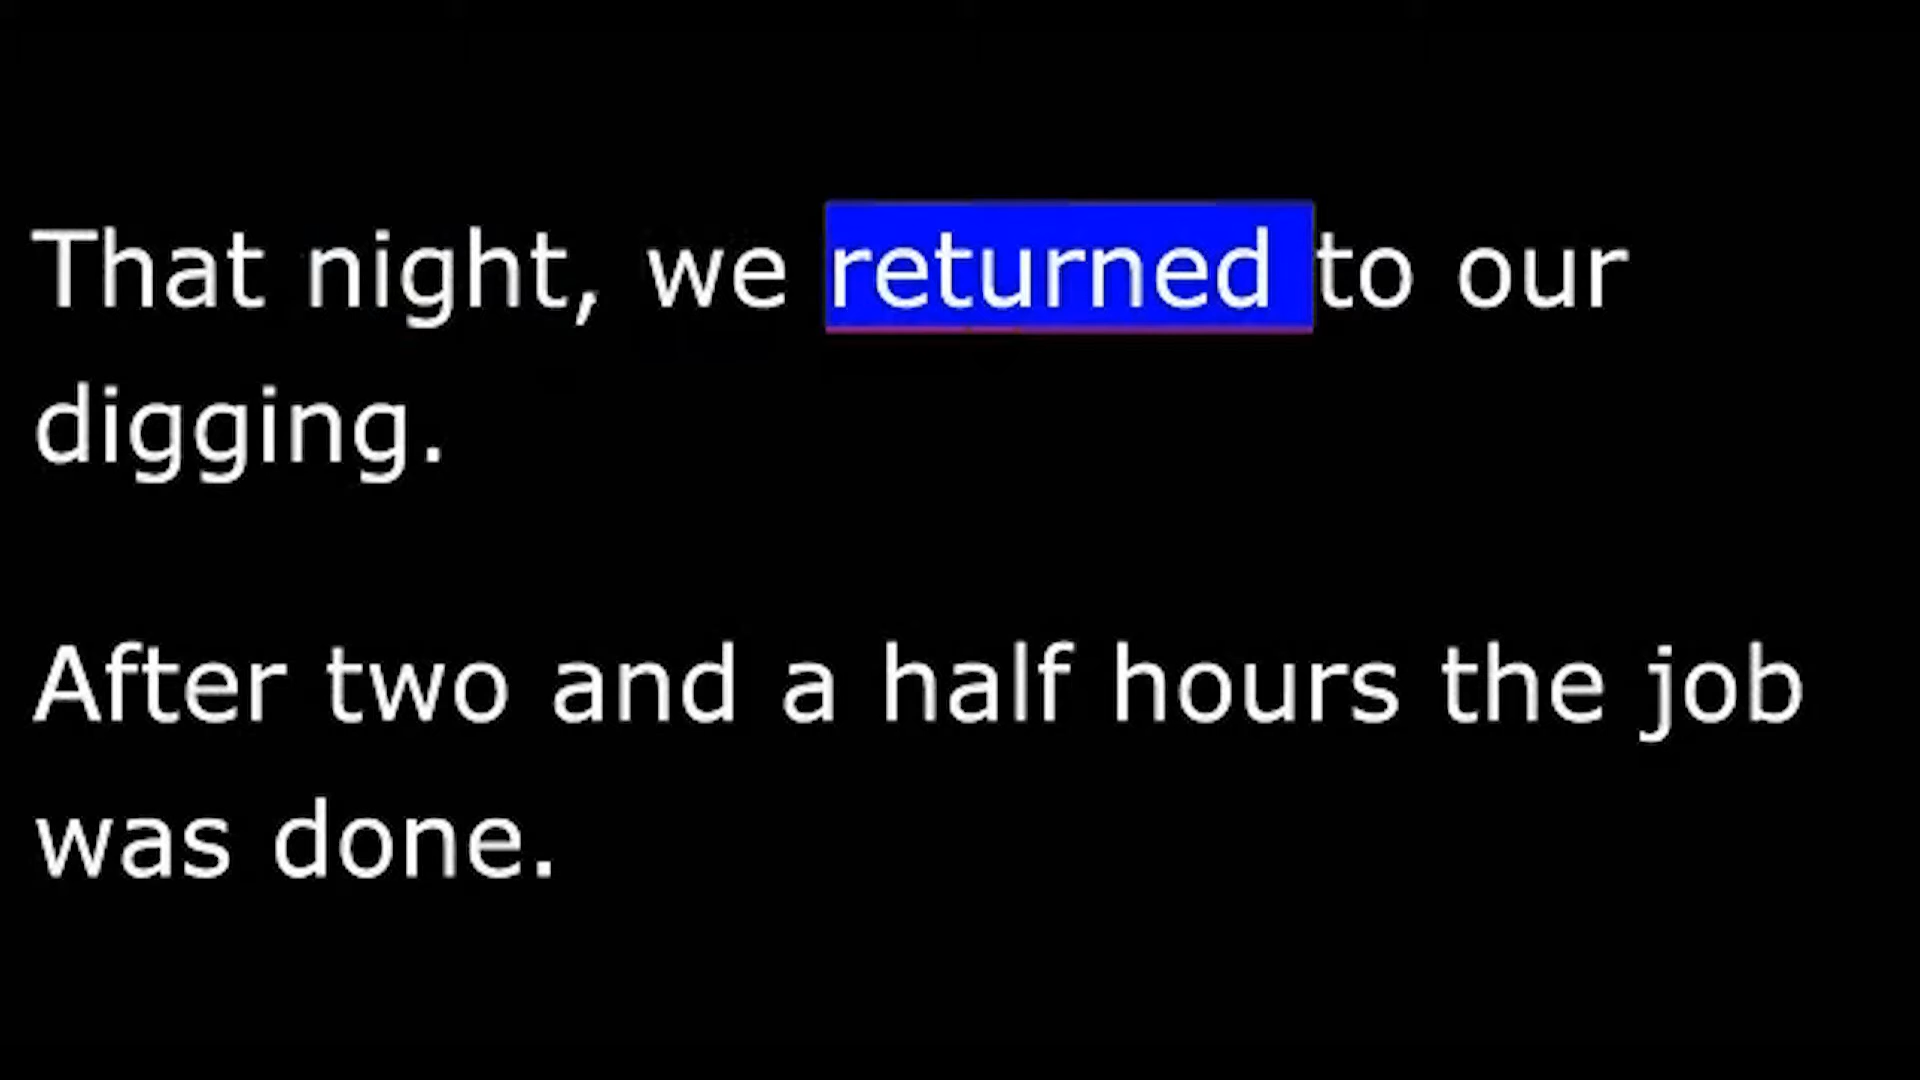 That night, we returned to our
digging.
After two and a half hours the job
was done.